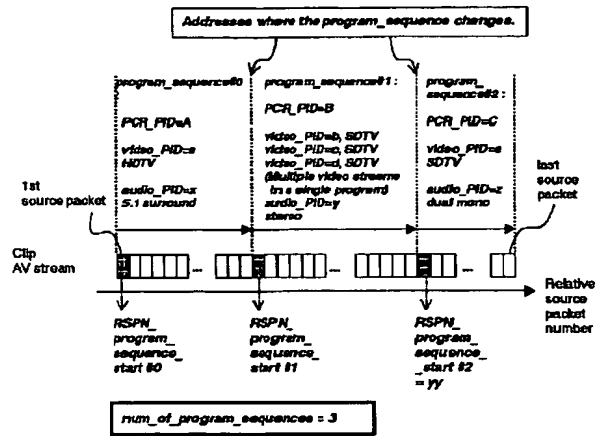 Addresses where the program_sequence changes.
program_sequence#0
PCR_PID=A
video_PID=a
HDTV
audio_PID=x
5.1 surround
program_sequence#1 :
PCR_PID=B
video_PID=b, SDTV
video_PID=c, SDTV
video_PID=d, SDTV
(Multiple video streams
in a single program)
audio_PID=y
stereo
program_
sequence#2 :
PCR_PID=C
video_PID=e
SDTV
audio_PID=z
dual mono
1st
source packet
last
source
packet
Clip
AV stream
...
...
...
Relative
source
packet
number
RSPN_
program_
sequence_
start #0
RSPN_
program_
sequence_
start #1
RSPN_
program_
sequence_
_start #2
= yy
num_of_program_sequences = 3